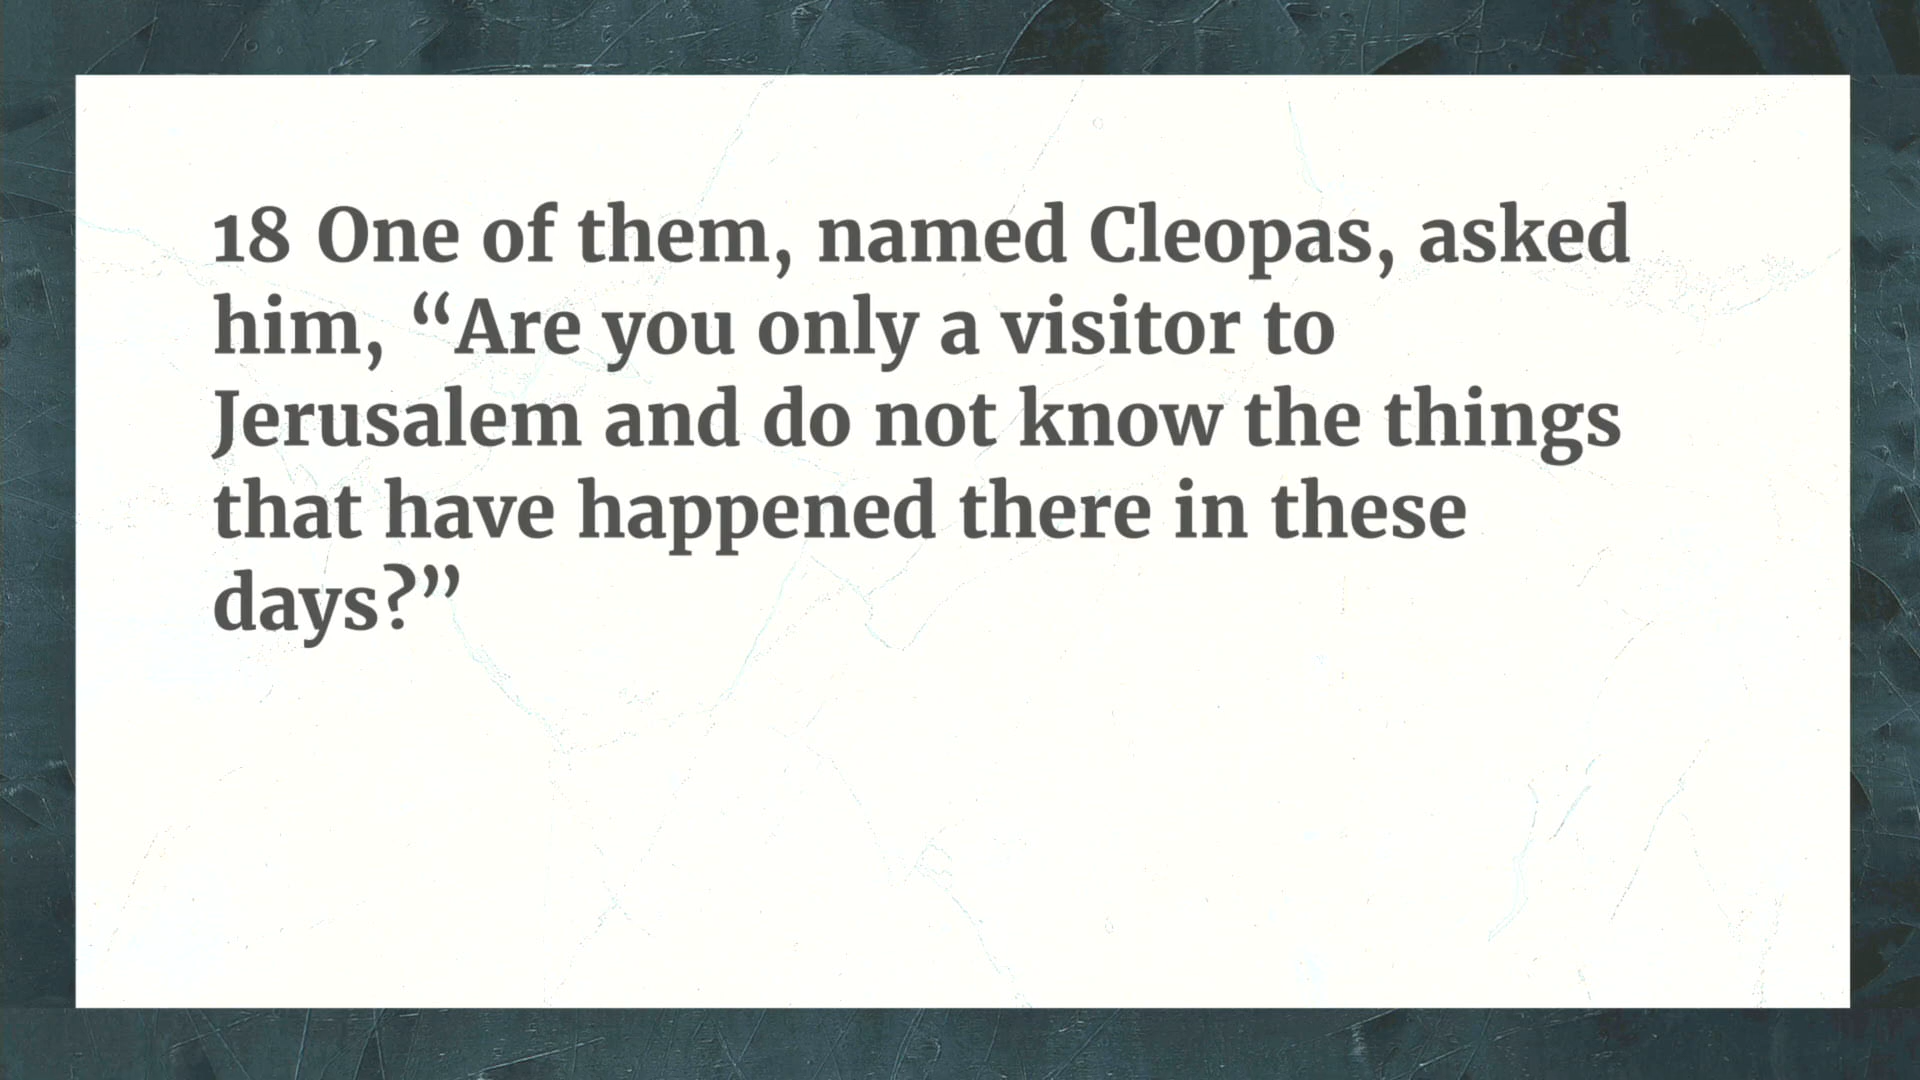 18 One of them, named Cleopas, asked
him, “Are you only a visitor to
Jerusalem and do not know the things
that have happened there in these
days?”